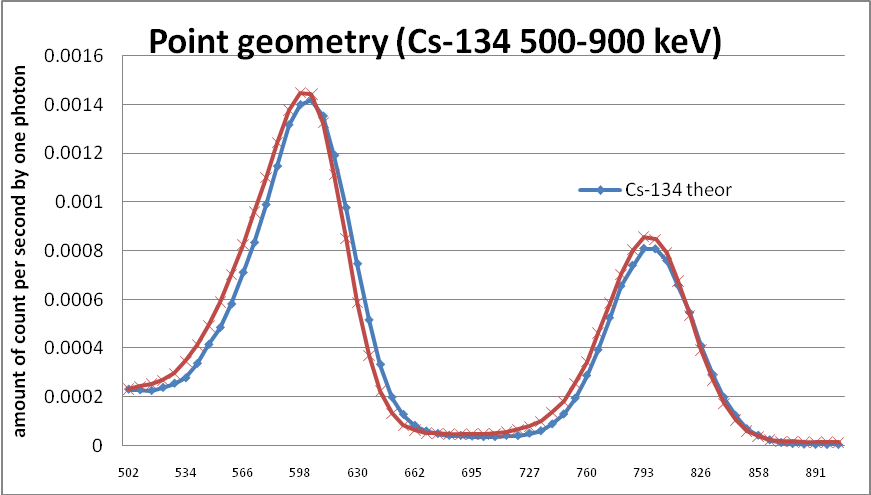 Point geometry (Cs-134 500-900 keV)
amount of count per second by one photon
0.0016
0.0014
0.0012
0.001
0.0008
0.0006
0.0004
0.0002
0
Cs-134 theor
502 534 566 598 630 662 695 727 760 793 826 858 891